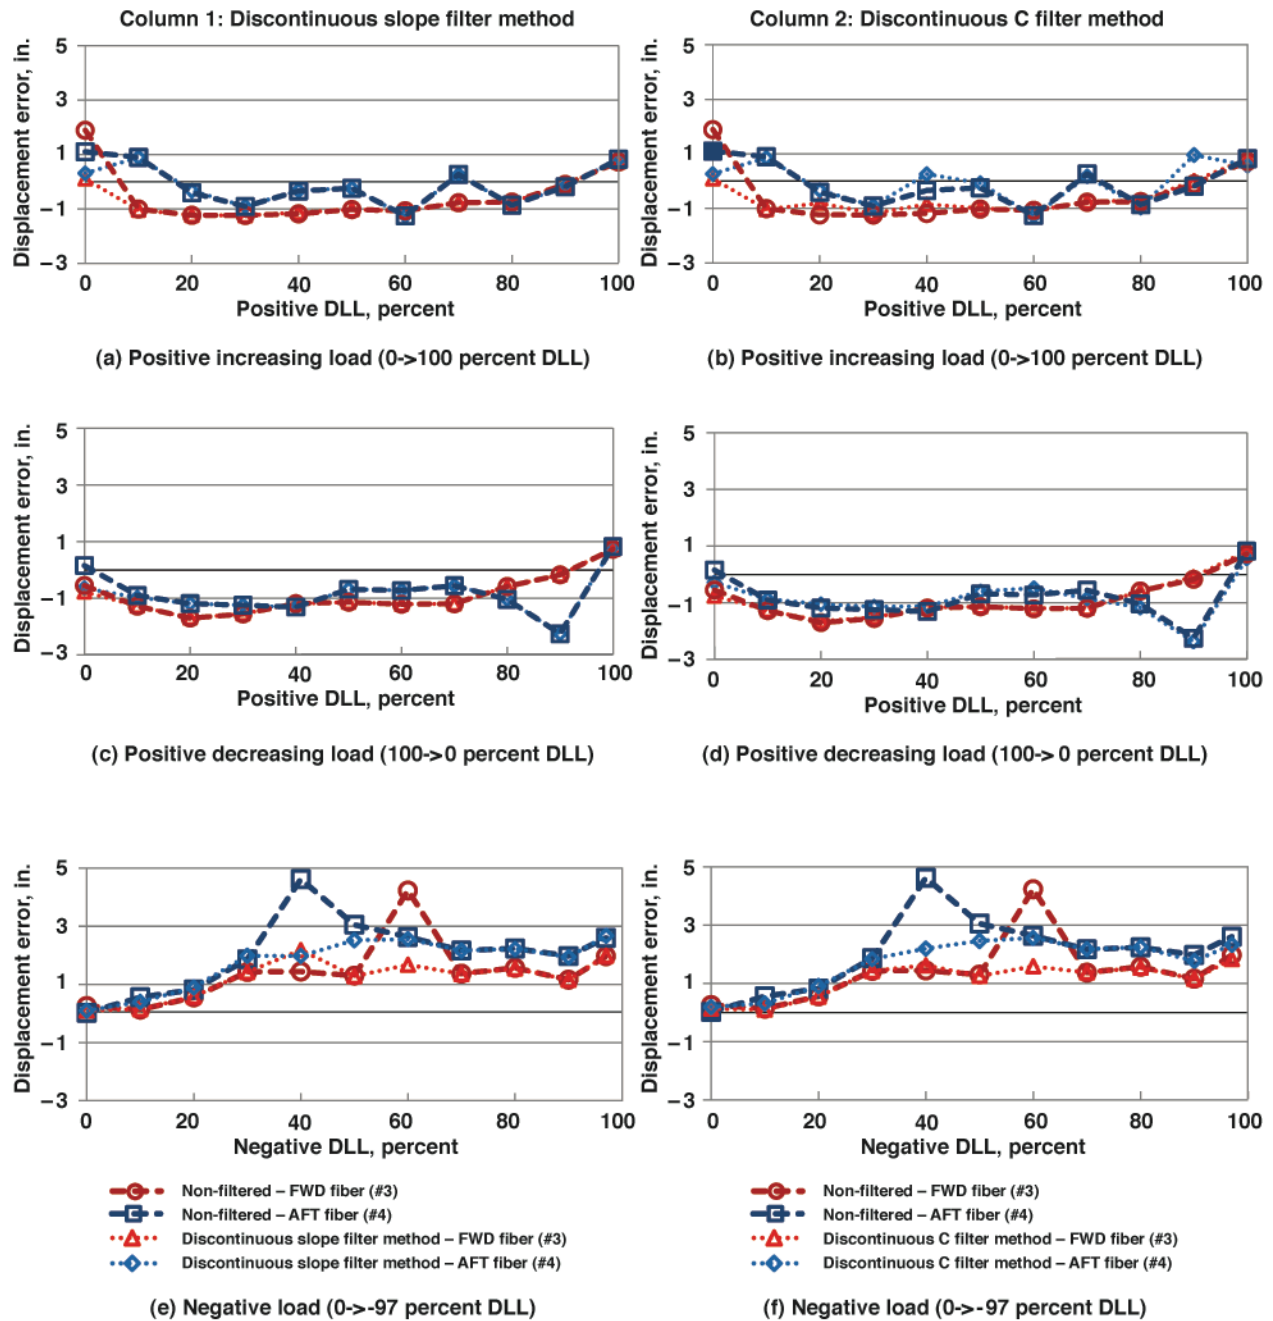 Column 1: Discontinuous slope filter method
Column 2: Discontinuous C filter method
Displacement error, in.
5
3
1
–1
–3
0 20 40 60 80 100
Positive DLL, percent
(a) Positive increasing load (0->100 percent DLL)
Displacement error, in.
5
3
1
–1
–3
0 20 40 60 80 100
Positive DLL, percent
(b) Positive increasing load (0->100 percent DLL)
Displacement error, in.
5
3
1
–1
–3
0 20 40 60 80 100
Positive DLL, percent
(c) Positive decreasing load (100->0 percent DLL)
Displacement error, in.
5
3
1
–1
–3
0 20 40 60 80 100
Positive DLL, percent
(d) Positive decreasing load (100->0 percent DLL)
Displacement error, in.
5
3
1
–1
–3
0 20 40 60 80 100
Negative DLL, percent
Non-filtered – FWD fiber (#3)
Non-filtered – AFT fiber (#4)
Discontinuous slope filter method – FWD fiber (#3)
Discontinuous slope filter method – AFT fiber (#4)
(e) Negative load (0->-97 percent DLL)
Displacement error, in.
5
3
1
–1
–3
0 20 40 60 80 100
Negative DLL, percent
Non-filtered – FWD fiber (#3)
Non-filtered – AFT fiber (#4)
Discontinuous C filter method – FWD fiber (#3)
Discontinuous C filter method – AFT fiber (#4)
(f) Negative load (0->-97 percent DLL)